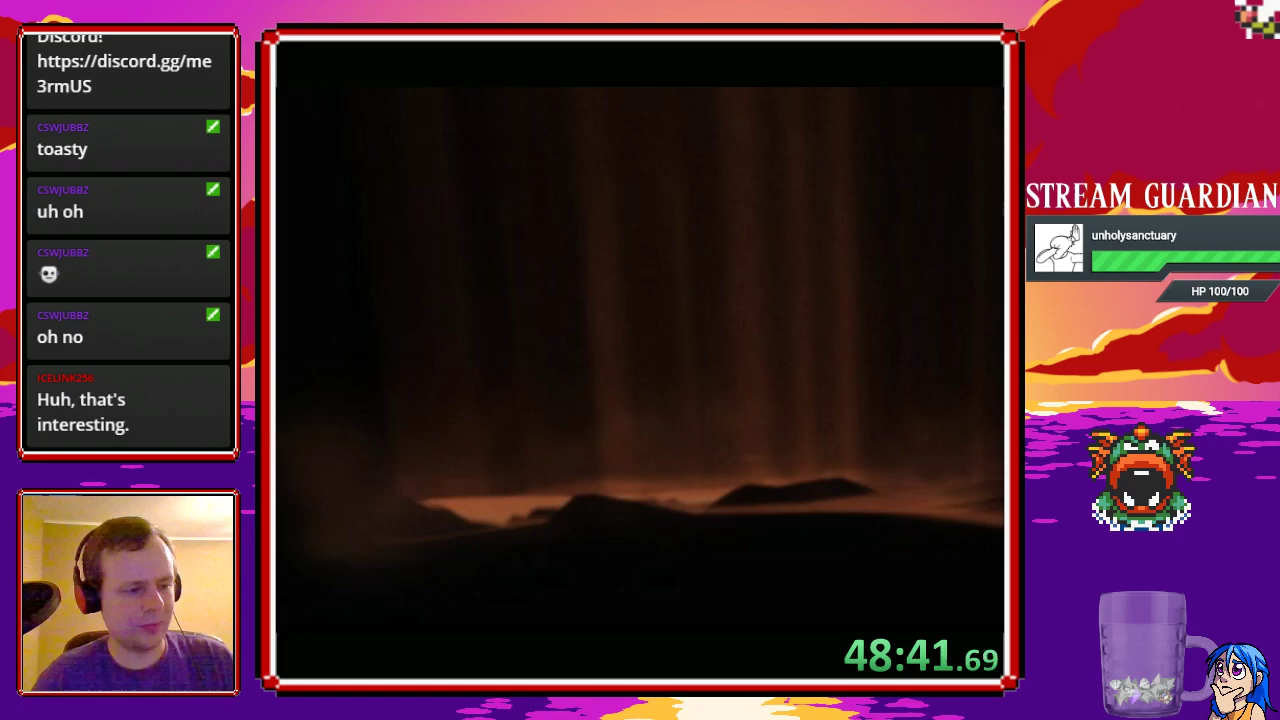 Discord!
https://discord.gg/me
3rmUS
CSWJUBBZ
toasty
CSWJUBBZ
uh oh
CSWJUBBZ
CSWJUBBZ
oh no
ICELINK256
Huh, that's
interesting.
STREAM GUARDIAN
unholysanctuary
HP 100/100
48:41.69